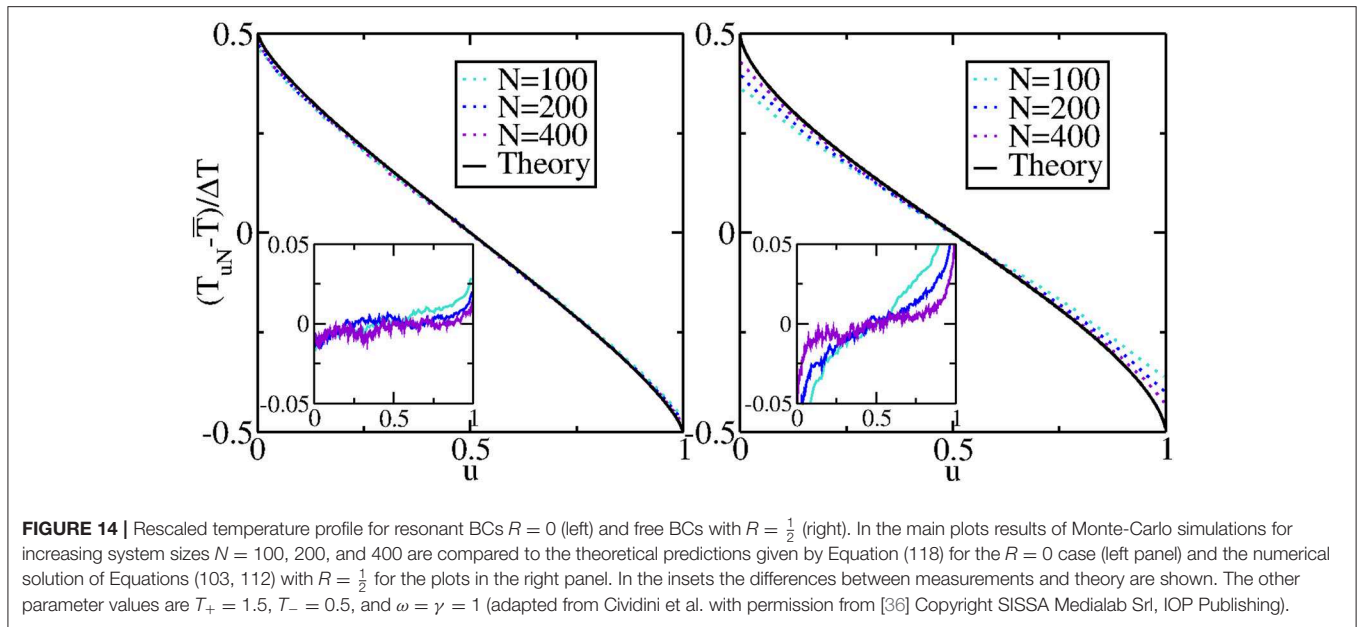 0.5
N=100
N=200
N=400
Theory
(T_uN-T̅)/ΔT
0
0.05
0
-0.05
0
0.5
1
-0.5
0
0.5
1
u
0.5
N=100
N=200
N=400
Theory
0
0.05
0
-0.05
0
0.5
1
-0.5
0
0.5
1
u
FIGURE 14 | Rescaled temperature profile for resonant BCs R = 0 (left) and free BCs with R = 1/2 (right). In the main plots results of Monte-Carlo simulations for
increasing system sizes N = 100, 200, and 400 are compared to the theoretical predictions given by Equation (118) for the R = 0 case (left panel) and the numerical
solution of Equations (103, 112) with R = 1/2 for the plots in the right panel. In the insets the differences between measurements and theory are shown. The other
parameter values are T₊ = 1.5, T₋ = 0.5, and ω = γ = 1 (adapted from Cividini et al. with permission from [36] Copyright SISSA Medialab Srl, IOP Publishing).